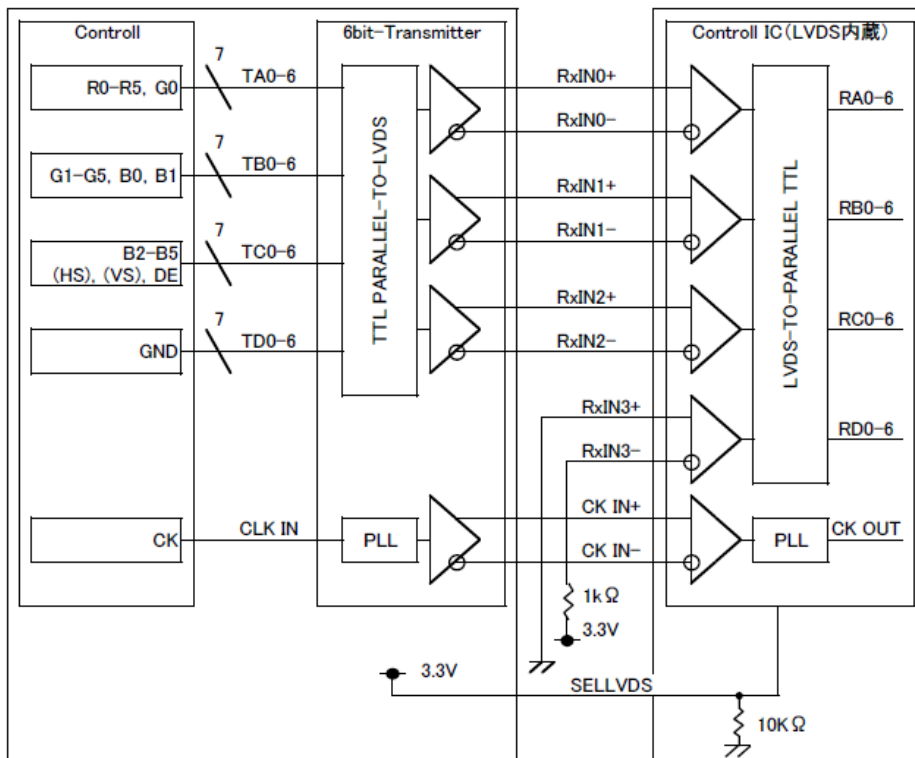 Controll
6bit-Transmitter
Controll IC(LVDS内蔵)
R0-R5, G0
7
TA0-6
G1-G5, B0, B1
7
TB0-6
B2-B5
(HS), (VS), DE
7
TC0-6
GND
7
TD0-6
CK
CLK IN
TTL PARALLEL-TO-LVDS
PLL
RxIN0+
RxIN0-
RxIN1+
RxIN1-
RxIN2+
RxIN2-
RxIN3+
RxIN3-
CK IN+
CK IN-
1kΩ
3.3V
3.3V
SELLVDS
10KΩ
LVDS-TO-PARALLEL TTL
PLL
RA0-6
RB0-6
RC0-6
RD0-6
CK OUT